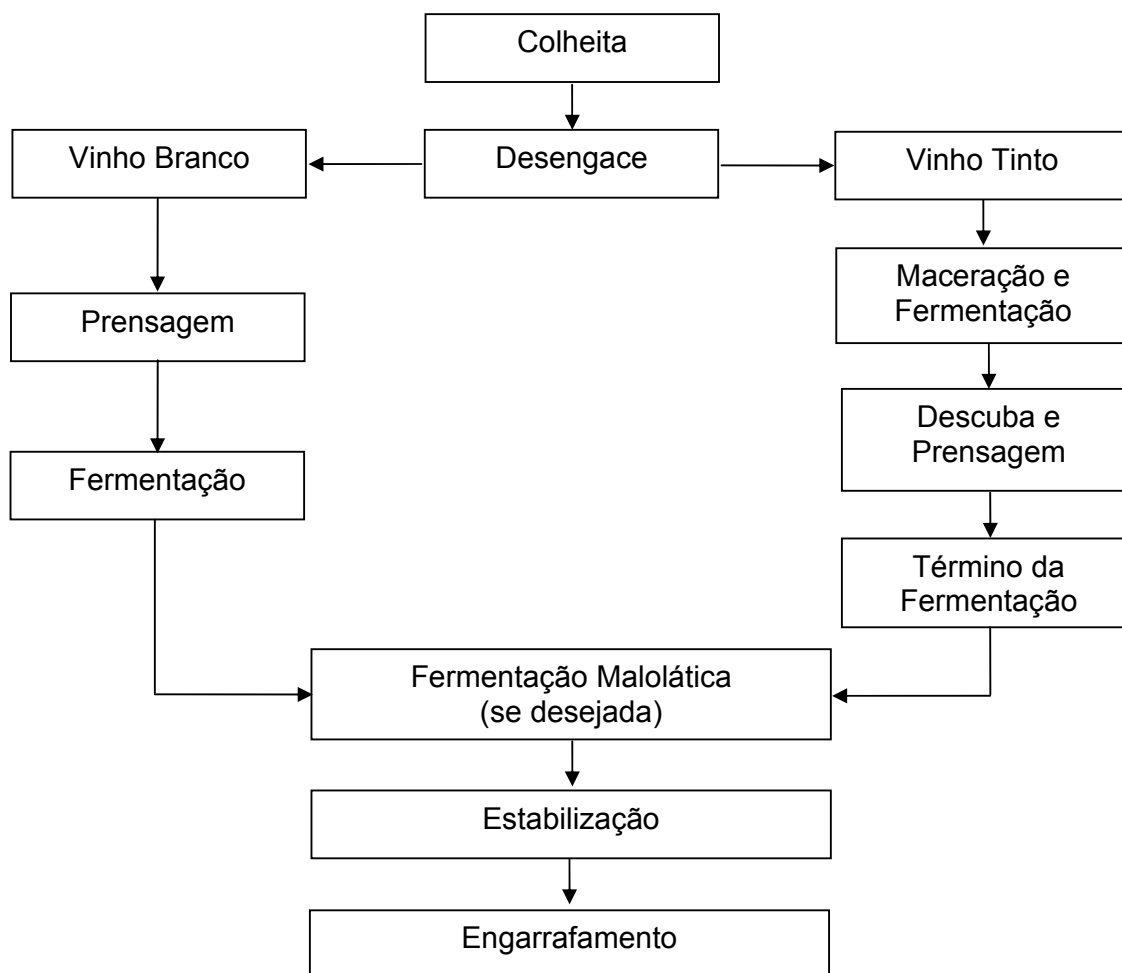 Colheita
Vinho Branco
Desengace
Vinho Tinto
Maceração e
Fermentação
Prensagem
Descuba e
Prensagem
Fermentação
Término da
Fermentação
Fermentação Malolática
(se desejada)
Estabilização
Engarrafamento